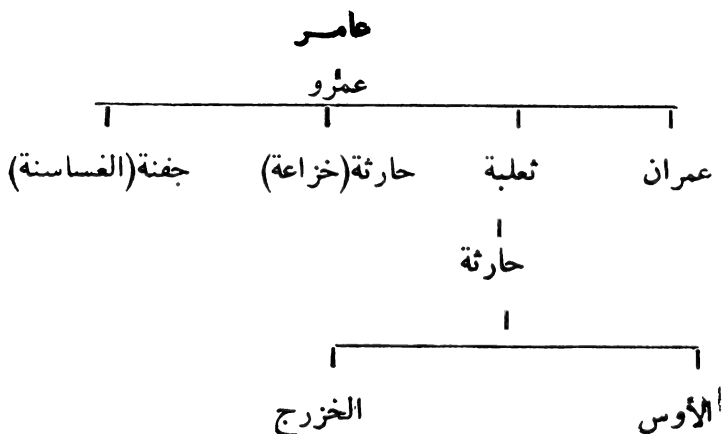 عامر
عمرو
عمران ثعلبة حارثة(خزاعة) جفنة(الغساسنة)
حارثة
الأوس الخزرج